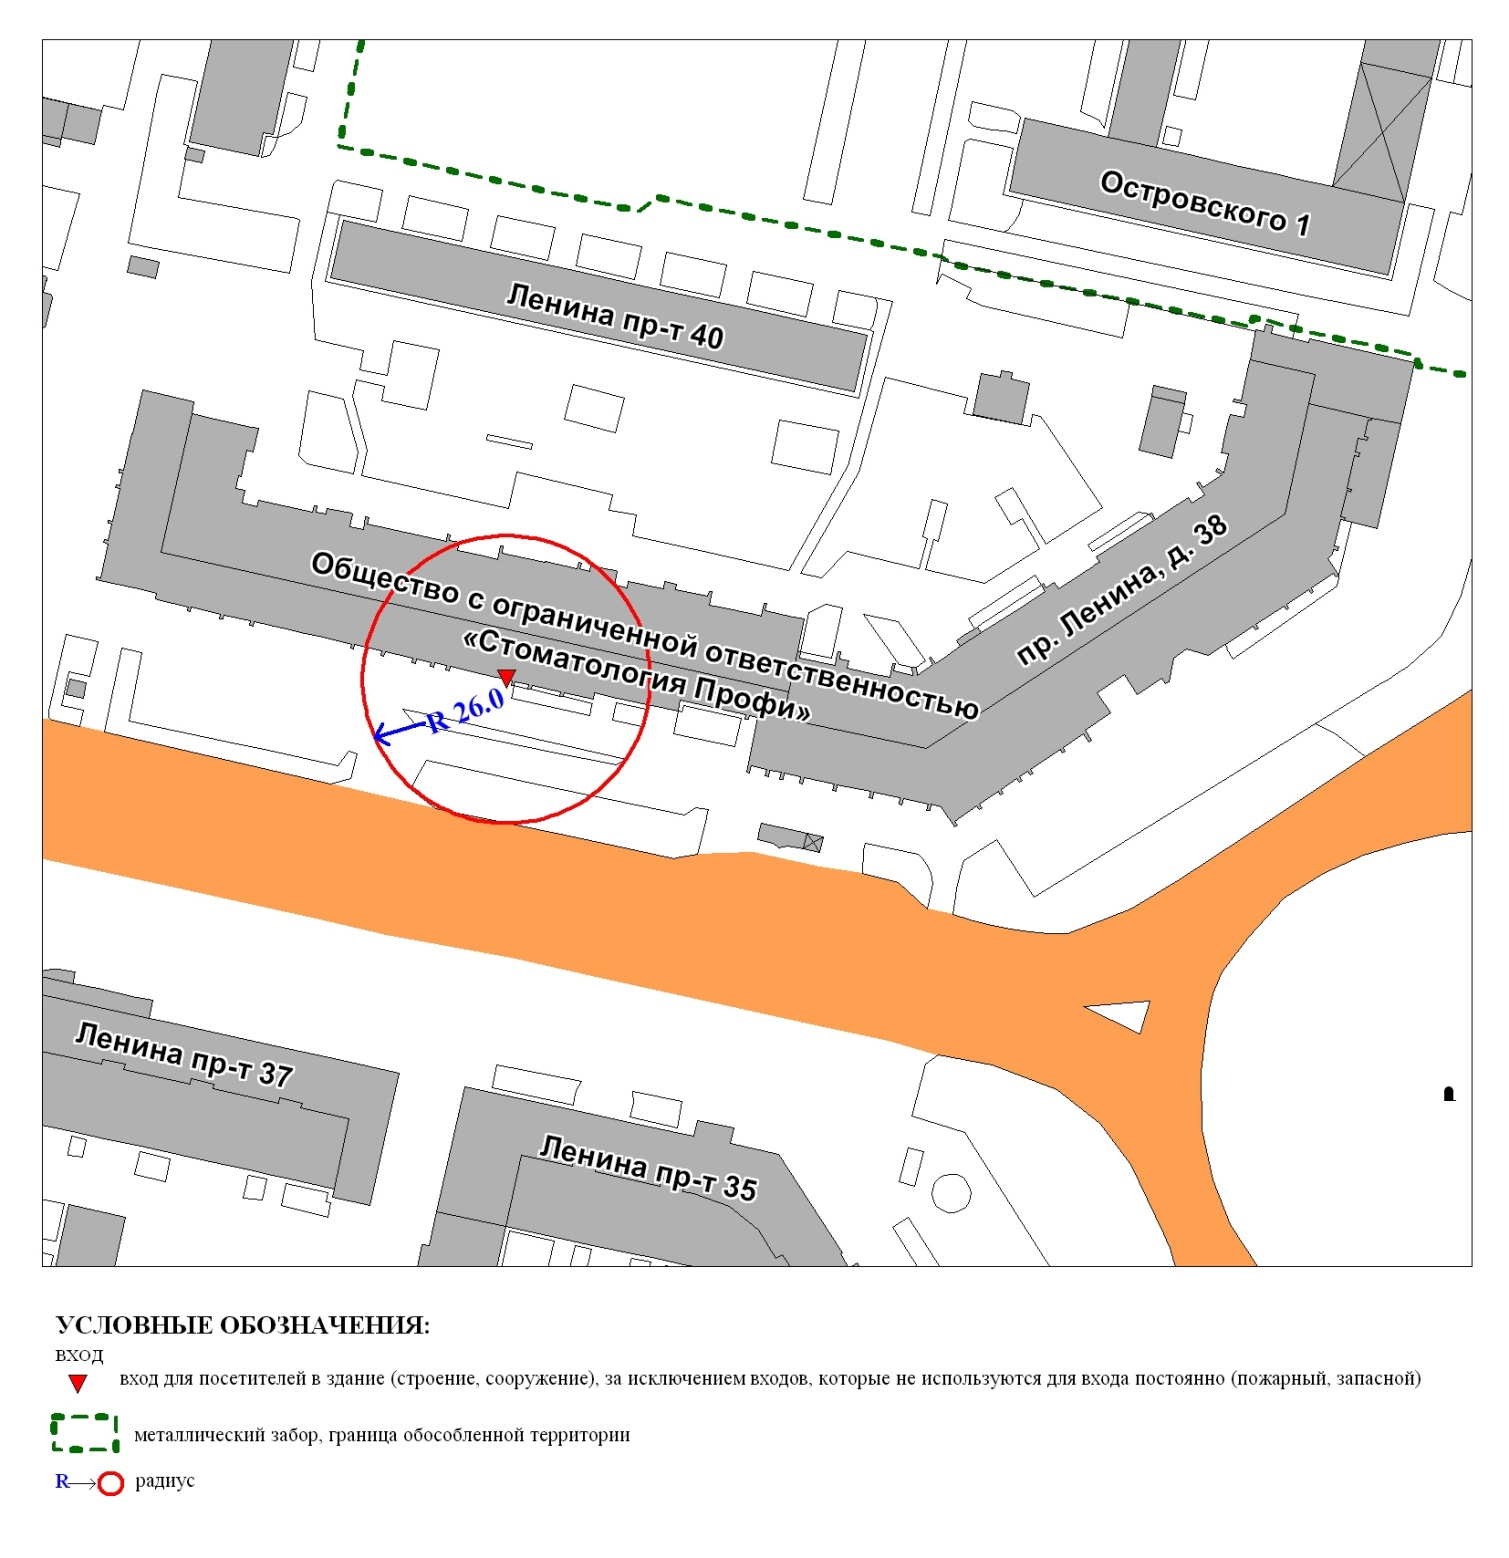 Островского 1
Ленина пр-т 40
пр. Ленина, д. 38
Общество с ограниченной ответственностью
«Стоматология Профи»
R 26.0
Ленина пр-т 37
Ленина пр-т 35
УСЛОВНЫЕ ОБОЗНАЧЕНИЯ:
ВХОД
вход для посетителей в здание (строение, сооружение), за исключением входов, которые не используются для входа постоянно (пожарный, запасной)
металлический забор, граница обособленной территории
R
радиус